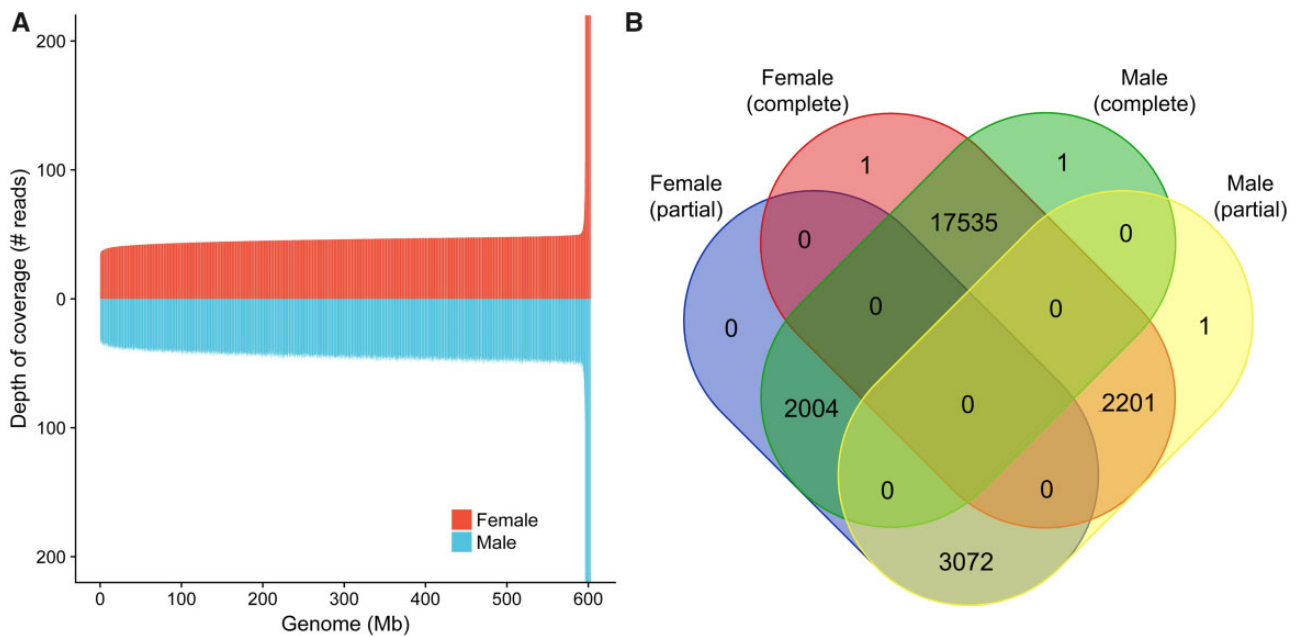 A
200
100
0
100
200
Depth of coverage (# reads)
Female
Male
0 100 200 300 400 500 600
Genome (Mb)
B
Female
(complete)
Male
(complete)
Female
(partial)
Male
(partial)
1
1
17535
0
0
0
0
0
1
2004
0
2201
0
0
3072